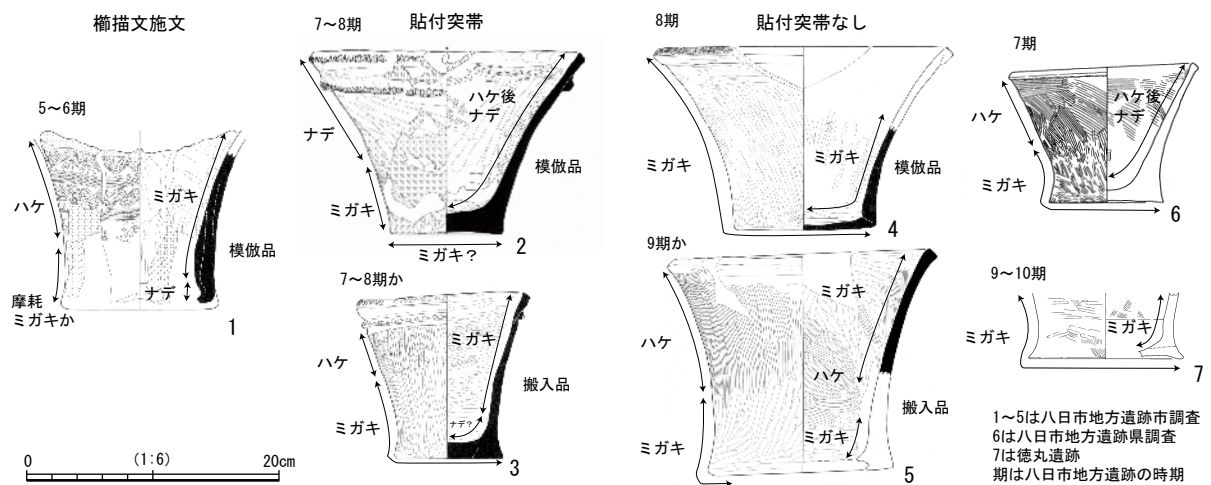 櫛描文施文
5～6期
ハケ
摩耗
ミガキか
ミガキ
ナデ
模倣品
1
0
(1:6)
20cm
貼付突帯
7～8期
ナデ
ミガキ
ハケ後
ナデ
模倣品
ミガキ?
2
7～8期か
ハケ
ミガキ
ミガキ
ナデ?
搬入品
3
貼付突帯なし
8期
ミガキ
ミガキ
模倣品
4
9期か
ハケ
ミガキ
ミガキ
ハケ
ミガキ
搬入品
5
7期
ハケ
ミガキ
ハケ後
ナデ
6
9～10期
ミガキ
ミガキ
7
1～5は八日市地方遺跡市調査
6は八日市地方遺跡県調査
7は徳丸遺跡
期は八日市地方遺跡の時期